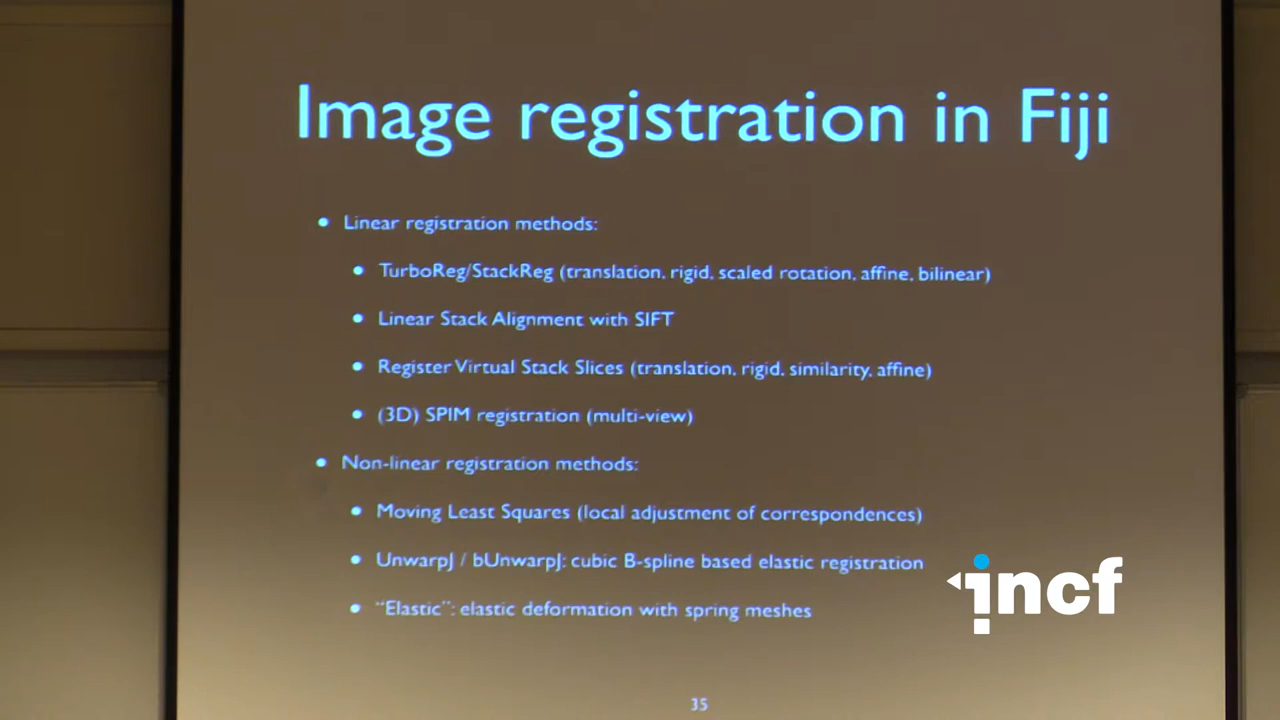 Image registration in Fiji
• Linear registration methods:
• TurboReg/StackReg (translation, rigid, scaled rotation, affine, bilinear)
• Linear Stack Alignment with SIFT
• Register Virtual Stack Slices (translation, rigid, similarity, affine)
• (3D) SPIM registration (multi-view)
• Non-linear registration methods:
• Moving Least Squares (local adjustment of correspondences)
• UnwarpJ / bUnwarpJ: cubic B-spline based elastic registration
• "Elastic": elastic deformation with spring meshes
incf
35